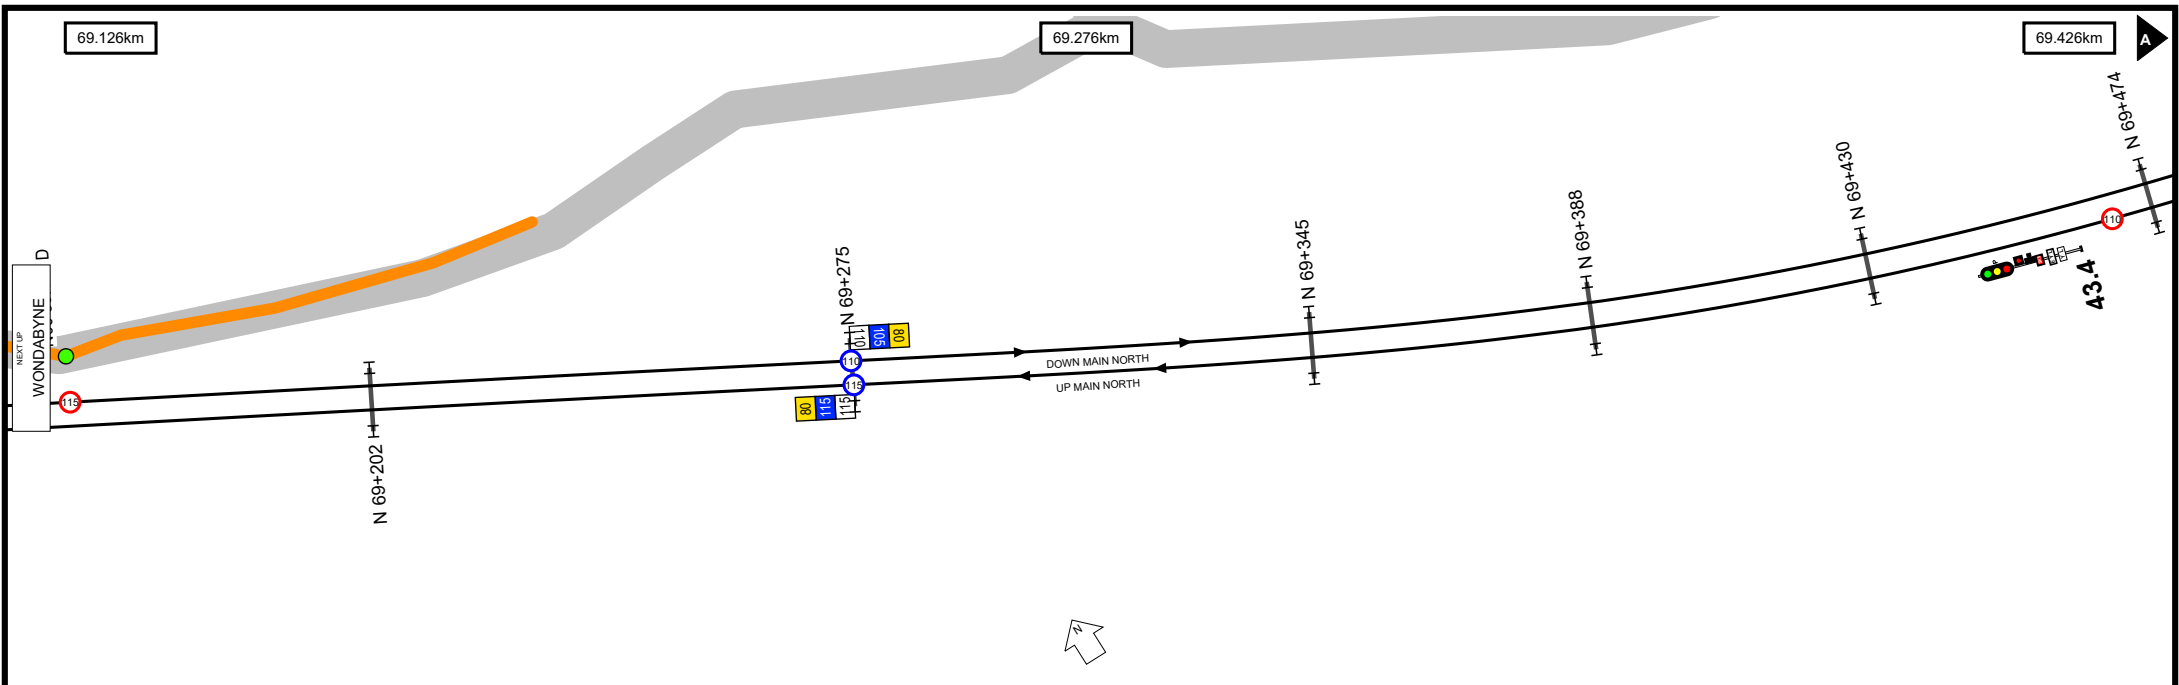 69.126km
69.276km
69.426km
A
N 69+474
N 69+430
N 69+388
N 69+345
N 69+275
D
NEXT UP
WONDABYNE
110
105
80
110
110
115
DOWN MAIN NORTH
UP MAIN NORTH
115
80
115
115
N 69+202
43.4
N